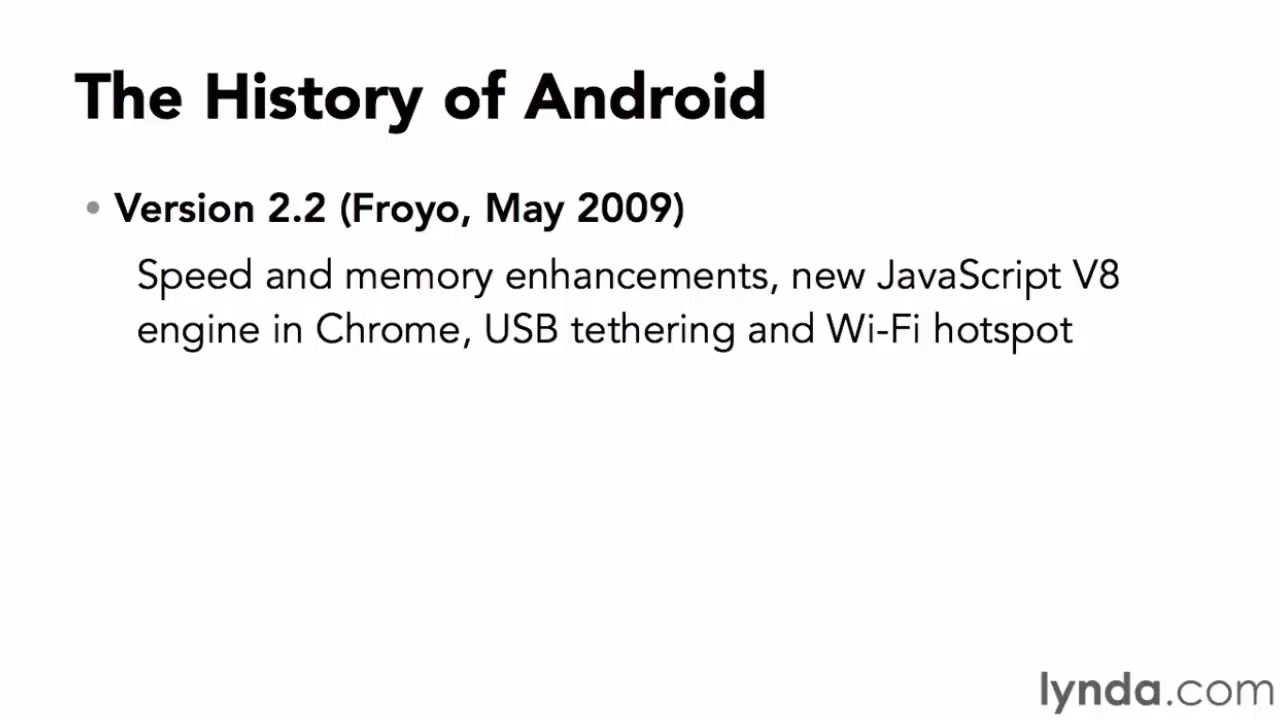 The History of Android
• Version 2.2 (Froyo, May 2009)
Speed and memory enhancements, new JavaScript V8
engine in Chrome, USB tethering and Wi-Fi hotspot
lynda.com